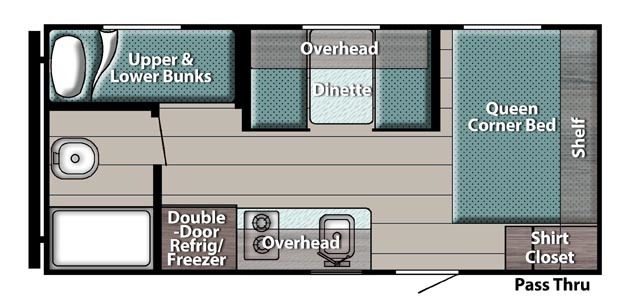 Upper &
Lower Bunks
Overhead
Dinette
Queen
Corner Bed
Shelf
Double
-Door
Refrig/
Freezer
Overhead
Shirt
Closet
Pass Thru